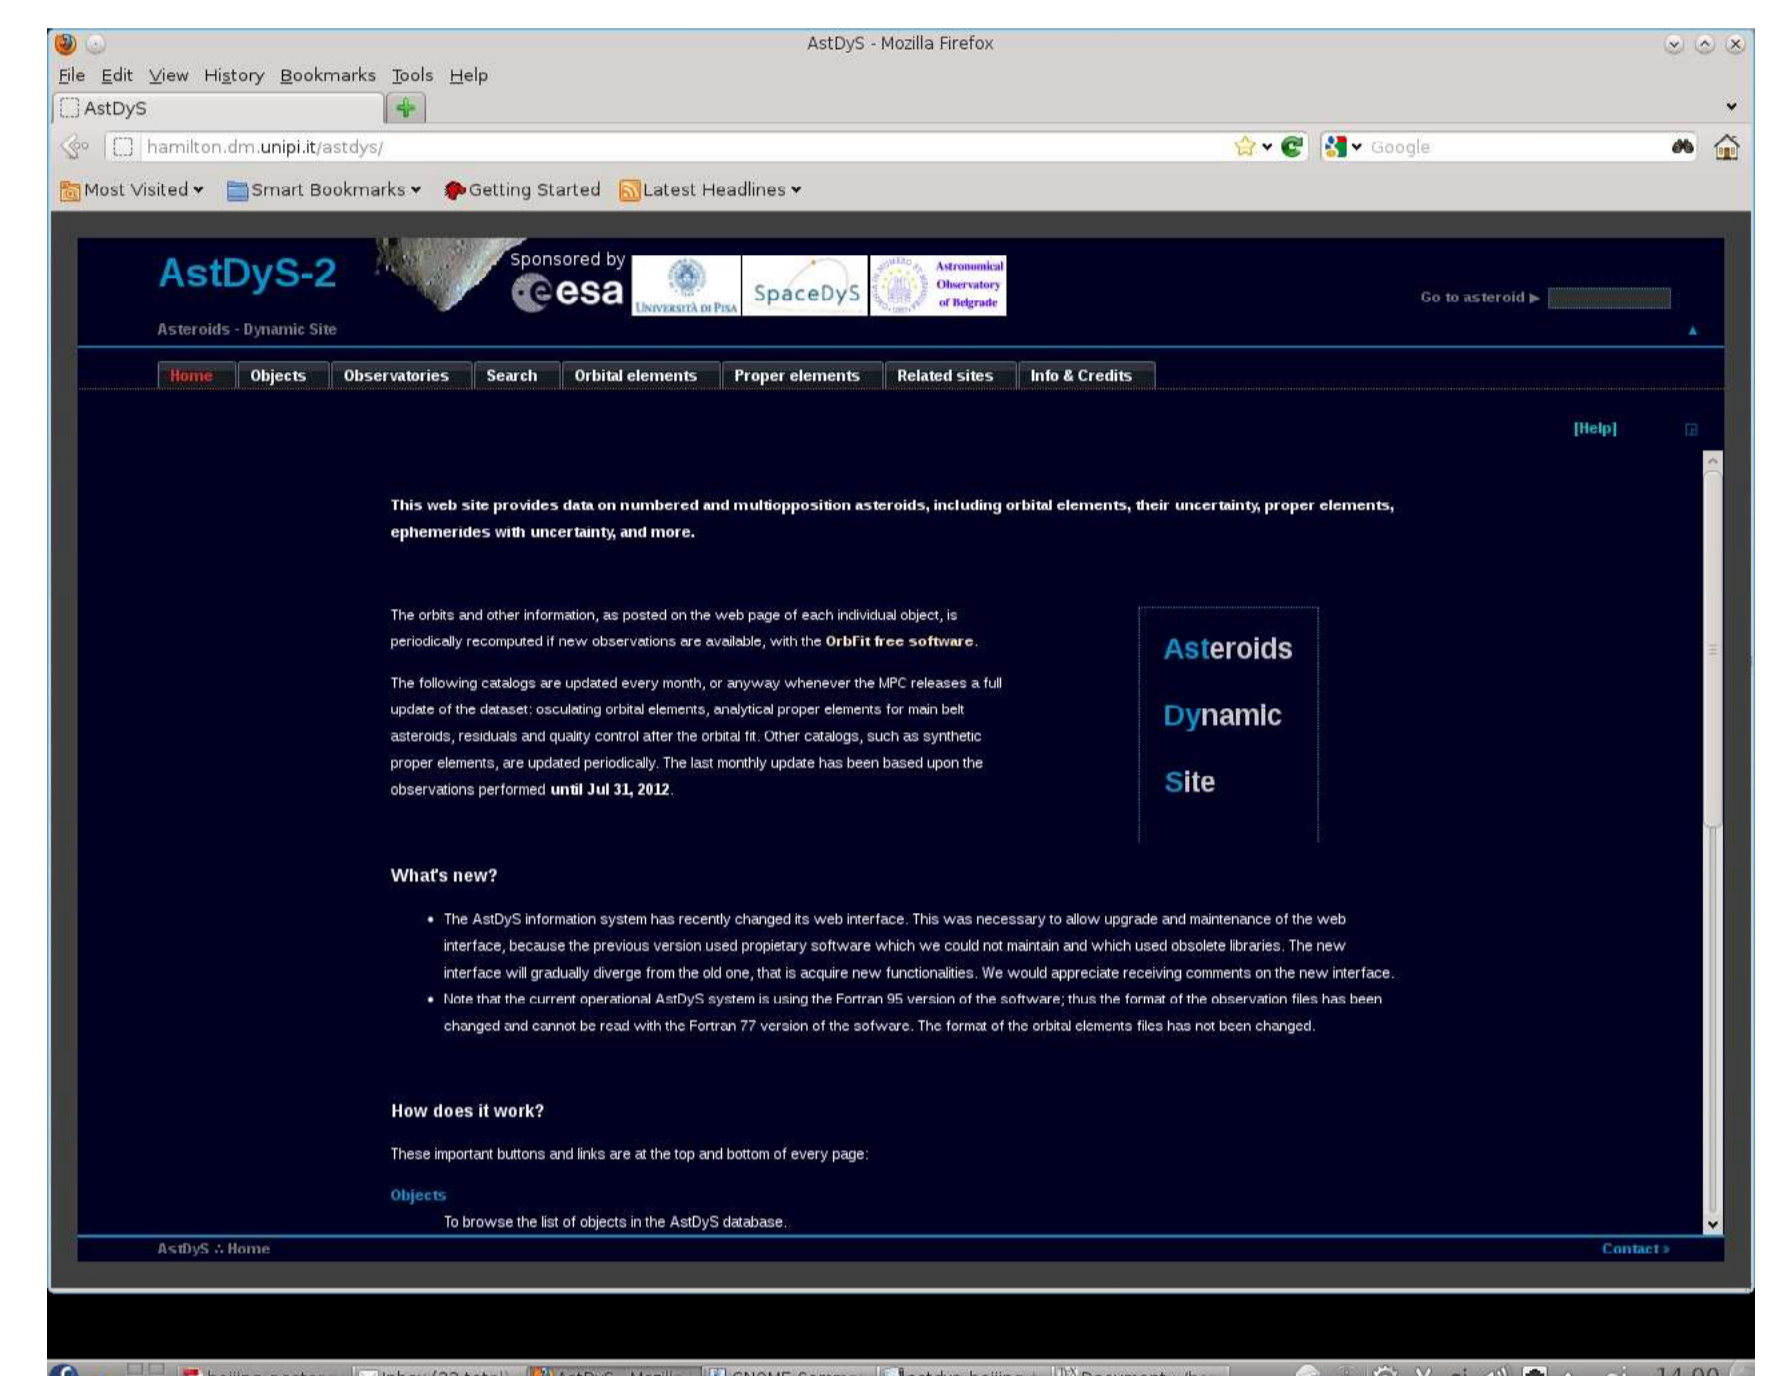 AstDyS - Mozilla Firefox
File Edit View History Bookmarks Tools Help
AstDyS
hamilton.dm.unipi.it/astdys/
Google
Most Visited Smart Bookmarks Getting Started Latest Headlines
AstDyS-2
Sponsored by
esa
UNIVERSITÀ DI PISA
SpaceDyS
Astronomical
Observatory
of Belgrade
Go to asteroid ▶
Asteroids - Dynamic Site
Home Objects Observatories Search Orbital elements Proper elements Related sites Info & Credits
[Help]
This web site provides data on numbered and multiopposition asteroids, including orbital elements, their uncertainty, proper elements,
ephemerides with uncertainty, and more.
The orbits and other information, as posted on the web page of each individual object, is
periodically recomputed if new observations are available, with the OrbFit free software.
The following catalogs are updated every month, or anyway whenever the MPC releases a full
update of the dataset: osculating orbital elements, analytical proper elements for main belt
asteroids, residuals and quality control after the orbital fit. Other catalogs, such as synthetic
proper elements, are updated periodically. The last monthly update has been based upon the
observations performed until Jul 31, 2012.
Asteroids
Dynamic
Site
What's new?
• The AstDyS information system has recently changed its web interface. This was necessary to allow upgrade and maintenance of the web
interface, because the previous version used propietary software which we could not maintain and which used obsolete libraries. The new
interface will gradually diverge from the old one, that is acquire new functionalities. We would appreciate receiving comments on the new interface.
• Note that the current operational AstDyS system is using the Fortran 95 version of the software; thus the format of the observation files has been
changed and cannot be read with the Fortran 77 version of the sofware. The format of the orbital elements files has not been changed.
How does it work?
These important buttons and links are at the top and bottom of every page:
Objects
To browse the list of objects in the AstDyS database.
AstDyS ∴ Home
Contact »
AstDyS - Mozilla
14.00